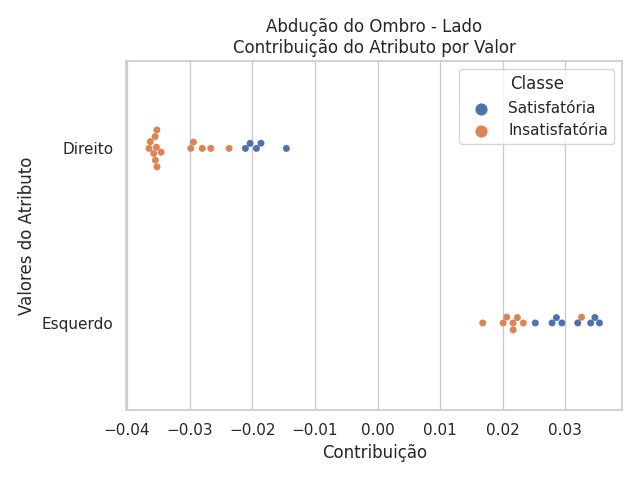 Abdução do Ombro - Lado
Contribuição do Atributo por Valor
Classe
Satisfatória
Insatisfatória
Valores do Atributo
Direito
Esquerdo
−0.04 −0.03 −0.02 −0.01 0.00 0.01 0.02 0.03
Contribuição